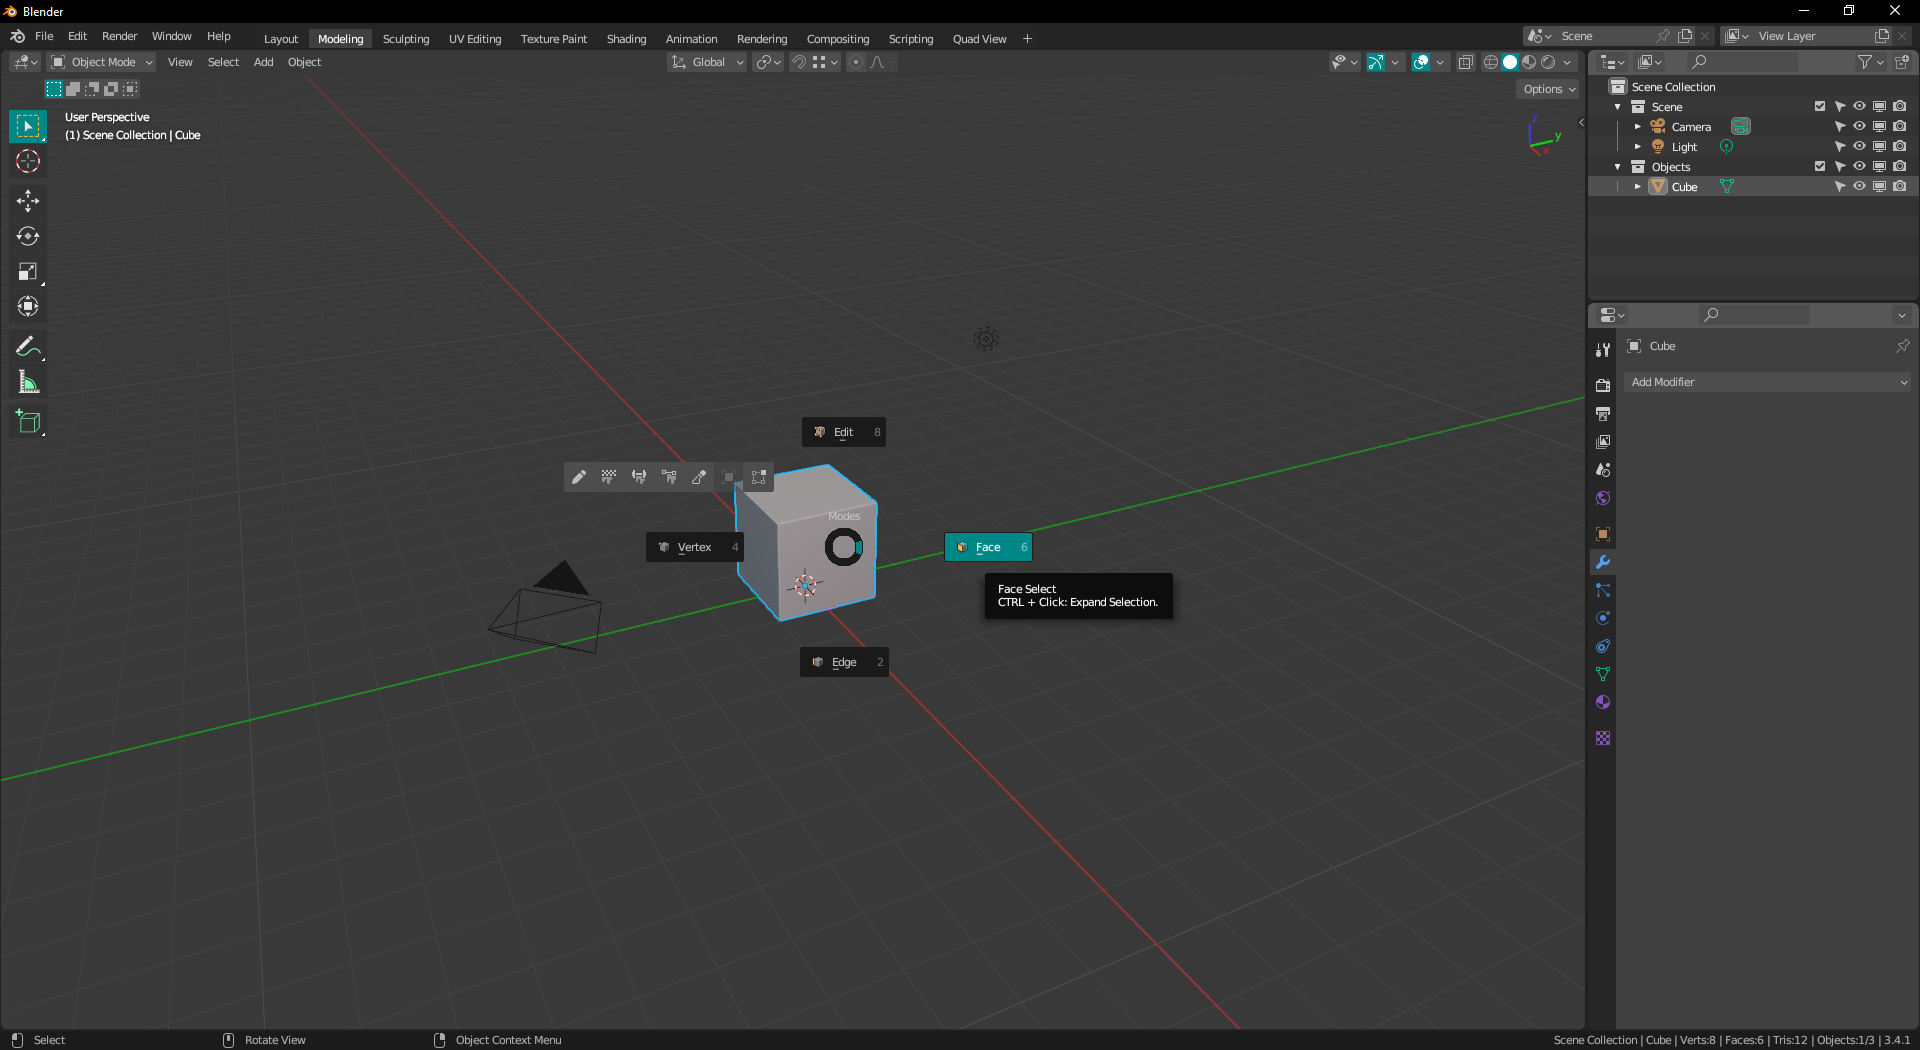 Blender
File Edit Render Window Help
Layout Modeling Sculpting UV Editing Texture Paint Shading Animation Rendering Compositing Scripting Quad View +
Scene
View Layer
Object Mode View Select Add Object
Global
Options
User Perspective
(1) Scene Collection | Cube
z
y
x
Scene Collection
Scene
Camera
Light
Objects
Cube
Cube
Add Modifier
Edit 8
Modes
Vertex 4
Face 6
Face Select
CTRL + Click: Expand Selection.
Edge 2
Select
Rotate View
Object Context Menu
Scene Collection | Cube | Verts:8 | Faces:6 | Tris:12 | Objects:1/3 | 3.4.1